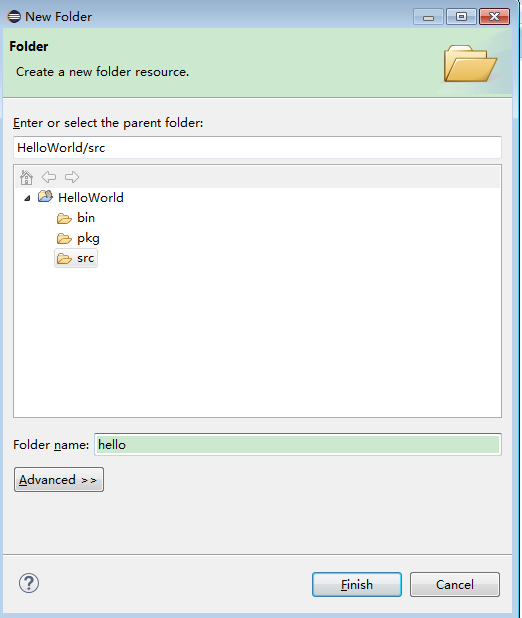 New Folder
Folder
Create a new folder resource.
Enter or select the parent folder:
HelloWorld/src
HelloWorld
bin
pkg
src
Folder name: hello
Advanced >>
? Finish Cancel